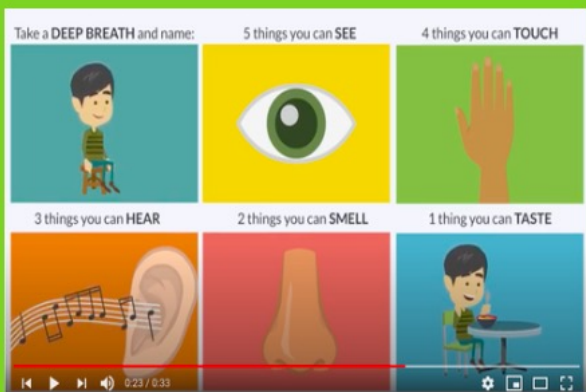 Take a DEEP BREATH and name:
5 things you can SEE
4 things you can TOUCH
3 things you can HEAR
2 things you can SMELL
1 thing you can TASTE
0:23 / 0:33